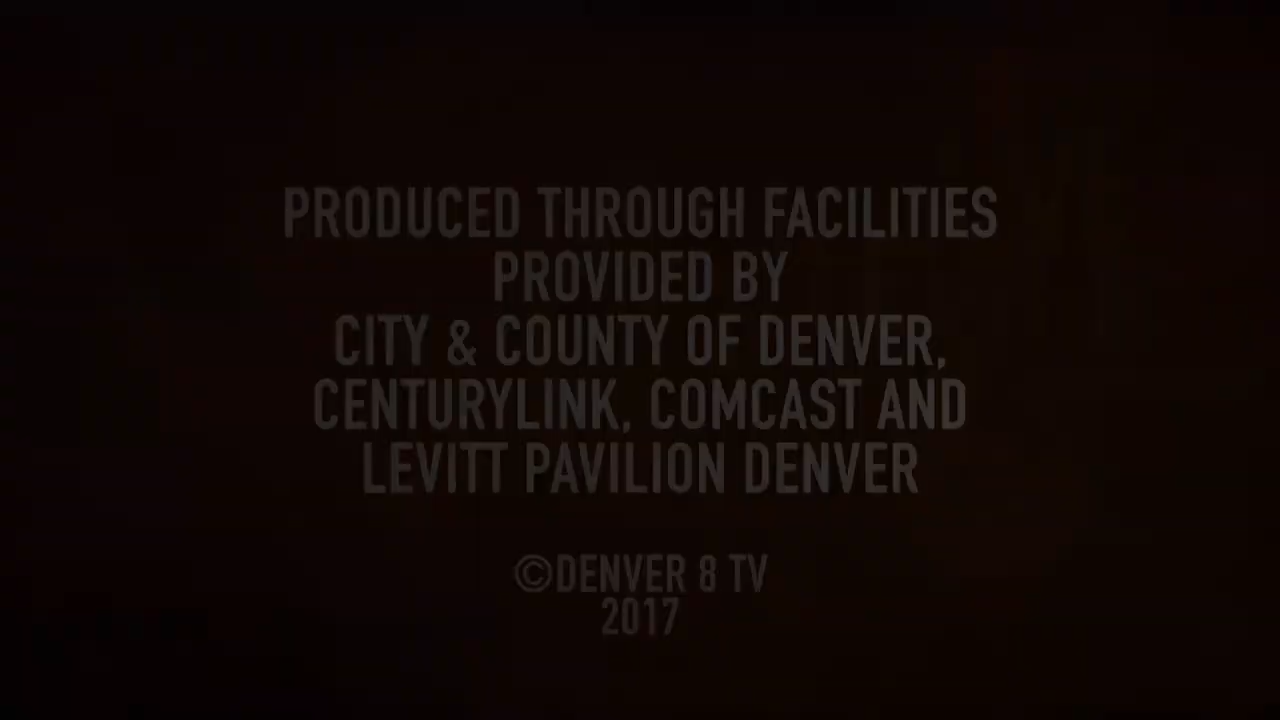 PRODUCED THROUGH FACILITIES
PROVIDED BY
CITY & COUNTY OF DENVER,
CENTURYLINK, COMCAST AND
LEVITT PAVILION DENVER
©DENVER 8 TV
2017